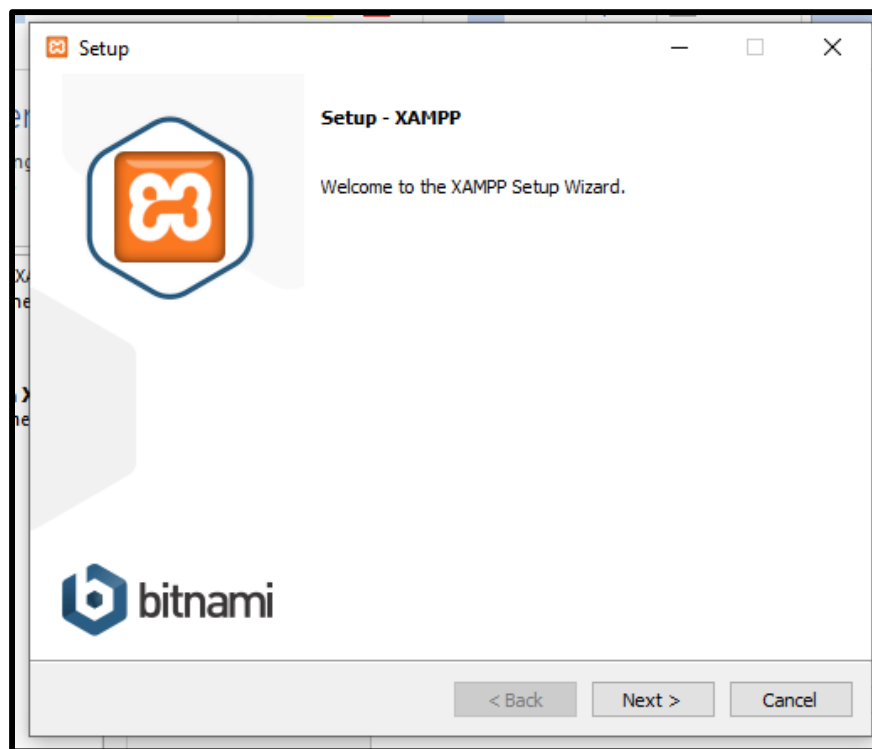 Setup
Setup - XAMPP
Welcome to the XAMPP Setup Wizard.
bitnami
< Back
Next >
Cancel